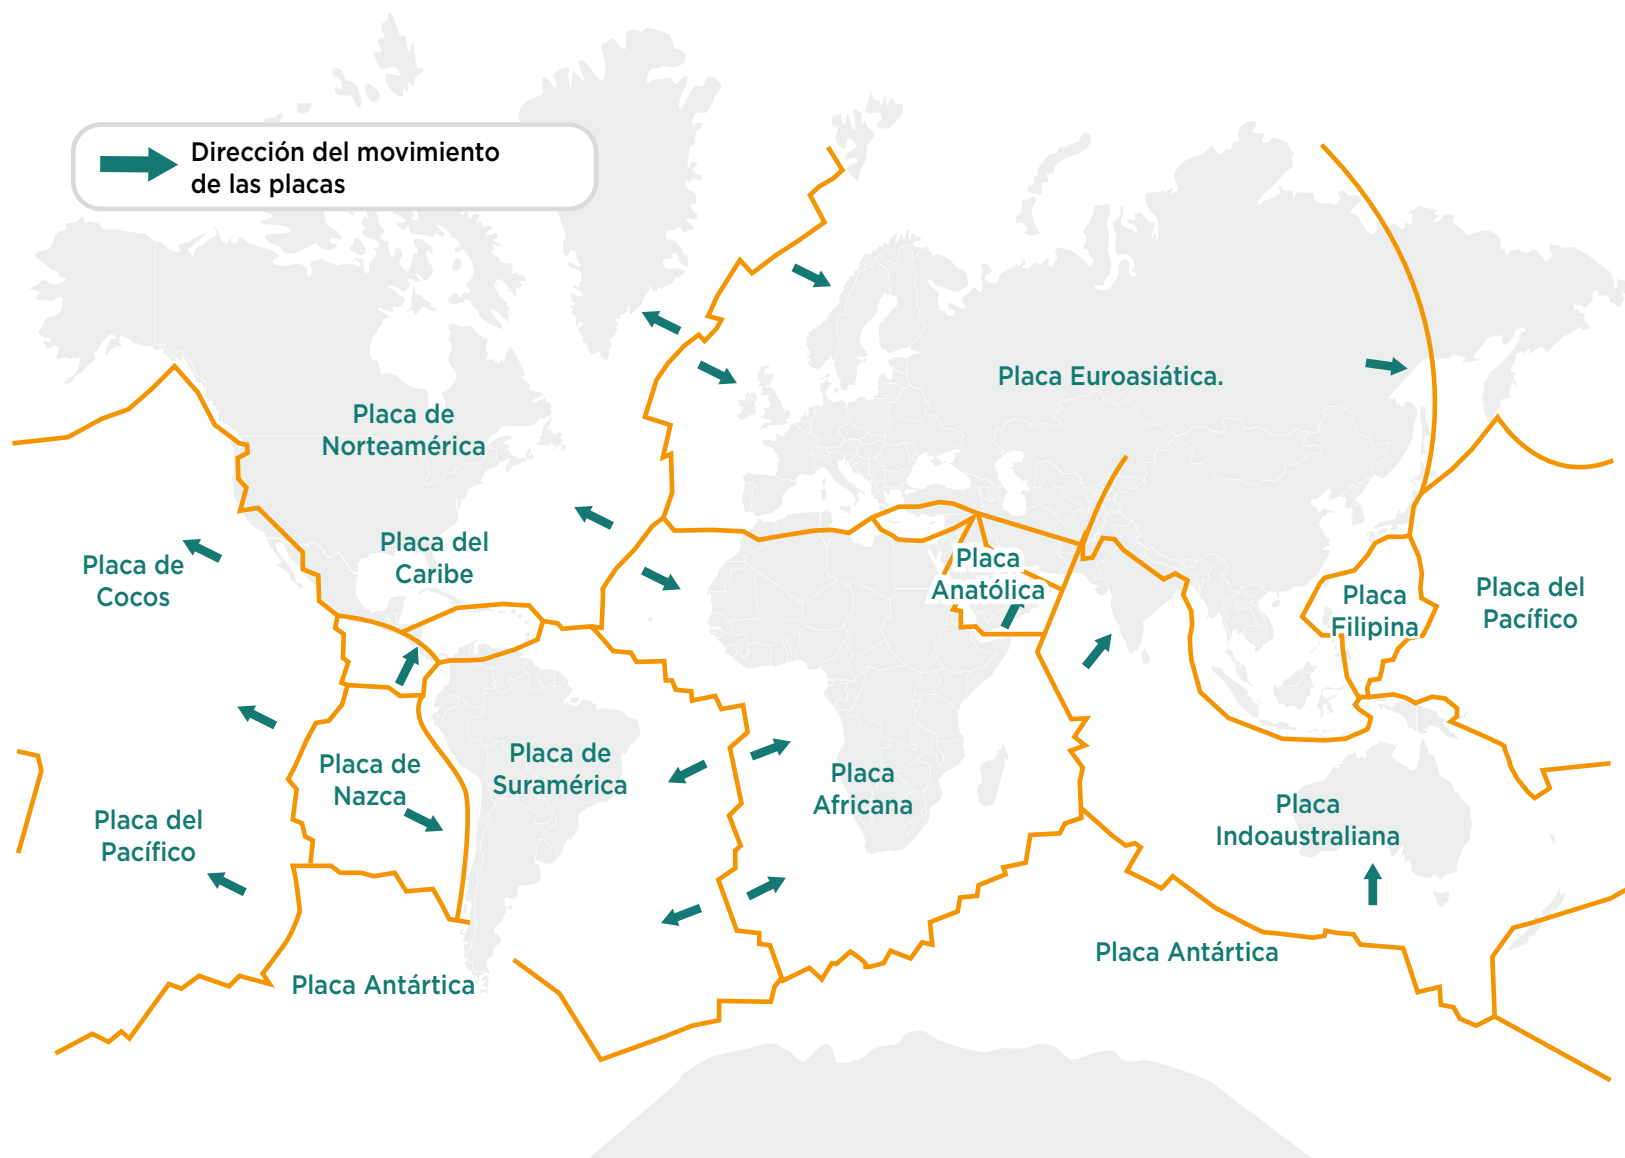 Dirección del movimiento
de las placas
Placa Euroasiática.
Placa de
Norteamérica
Placa del
Caribe
Placa de
Cocos
Placa
Anatólica
Placa
Filipina
Placa del
Pacífico
Placa de
Nazca
Placa de
Suramérica
Placa
Africana
Placa
Indoaustraliana
Placa del
Pacífico
Placa Antártica
Placa Antártica